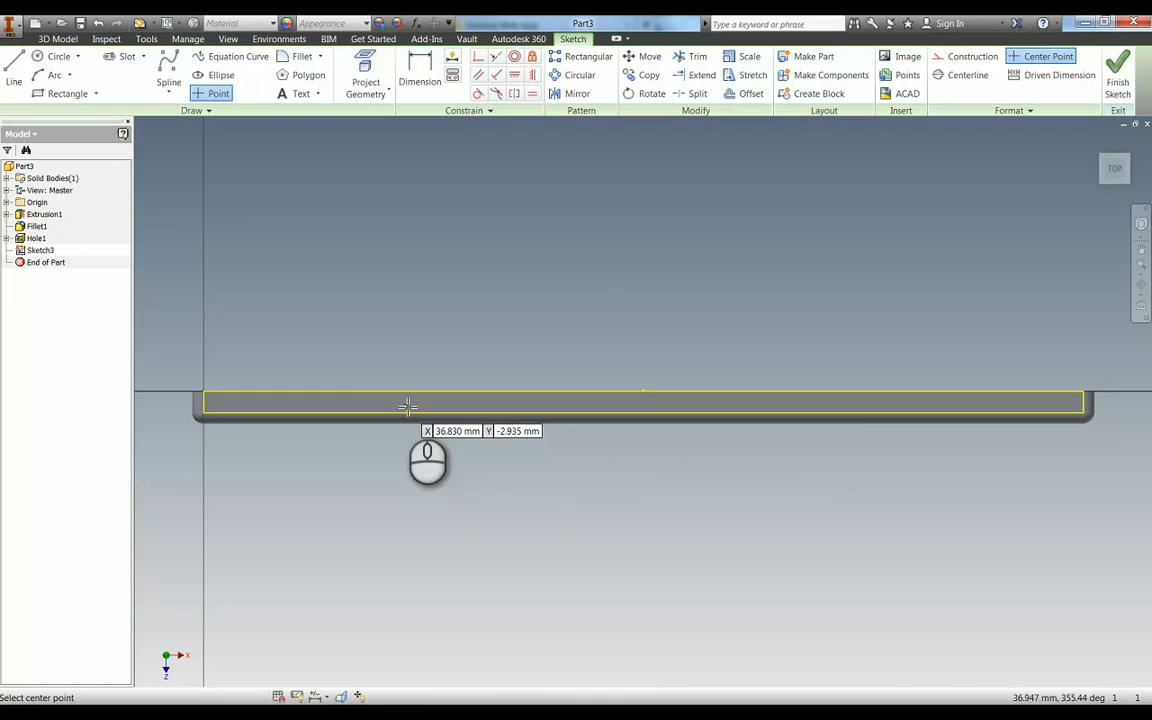 Material
Appearance
Part3
Type a keyword or phrase
Sign In
PRO
3D Model Inspect Tools Manage View Environments BIM Get Started Add-Ins Vault Autodesk 360 Sketch
Line
Circle
Arc
Rectangle
Slot
Spline
Equation Curve
Ellipse
Point
Fillet
Polygon
Text
Project
Geometry
Dimension
Rectangular
Circular
Mirror
Move
Copy
Rotate
Trim
Extend
Split
Scale
Stretch
Offset
Make Part
Make Components
Create Block
Image
Points
ACAD
Construction
Centerline
Center Point
Driven Dimension
Finish
Sketch
Draw Constrain Pattern Modify Layout Insert Format Exit
Model
Part3
Solid Bodies(1)
View: Master
Origin
Extrusion1
Fillet1
Hole1
Sketch3
End of Part
TOP
X 36.830 mm Y -2.935 mm
x
z
Select center point
36.947 mm, 355.44 deg 1 1